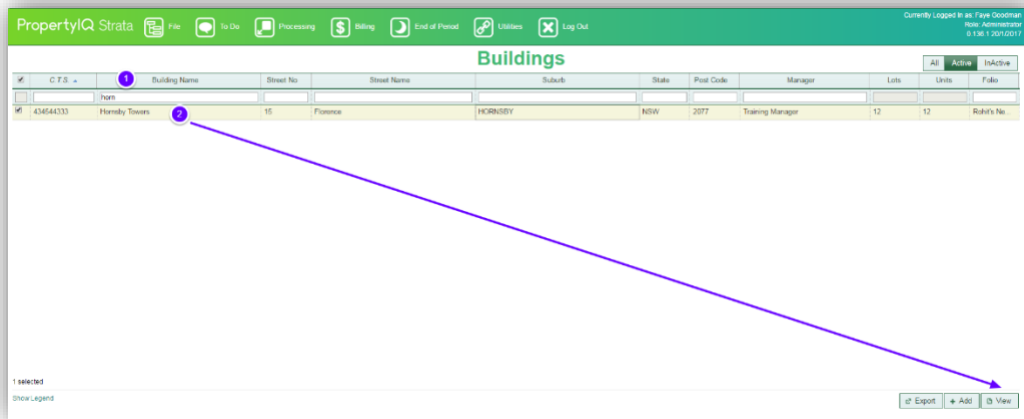 PropertyIQ Strata File To Do Processing Billing End of Period Utilities Log Out
Currently Logged In as: Faye Goodman
Role: Administrator
9.136.1 20/1/2017
Buildings
All Active InActive
C.T.S. 1 Building Name Street No Street Name Suburb State Post Code Manager Lots Units Folio
horn
434544333 Hornsby Towers 2 15 Florence HORNSBY NSW 2077 Training Manager 12 12 Rohit's Ne...
1 selected
Show Legend
Export + Add View